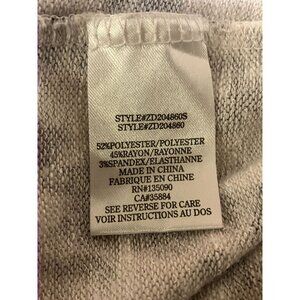 STYLE#ZD204860S
STYLE#ZD204860
52%POLYESTER/POLYESTER
45%RAYON/RAYONNE
3%SPANDEX/ELASTHANNE
MADE IN CHINA
FABRIQUE EN CHINE
RN#135090
CA#35884
SEE REVERSE FOR CARE
VOIR INSTRUCTIONS AU DOS